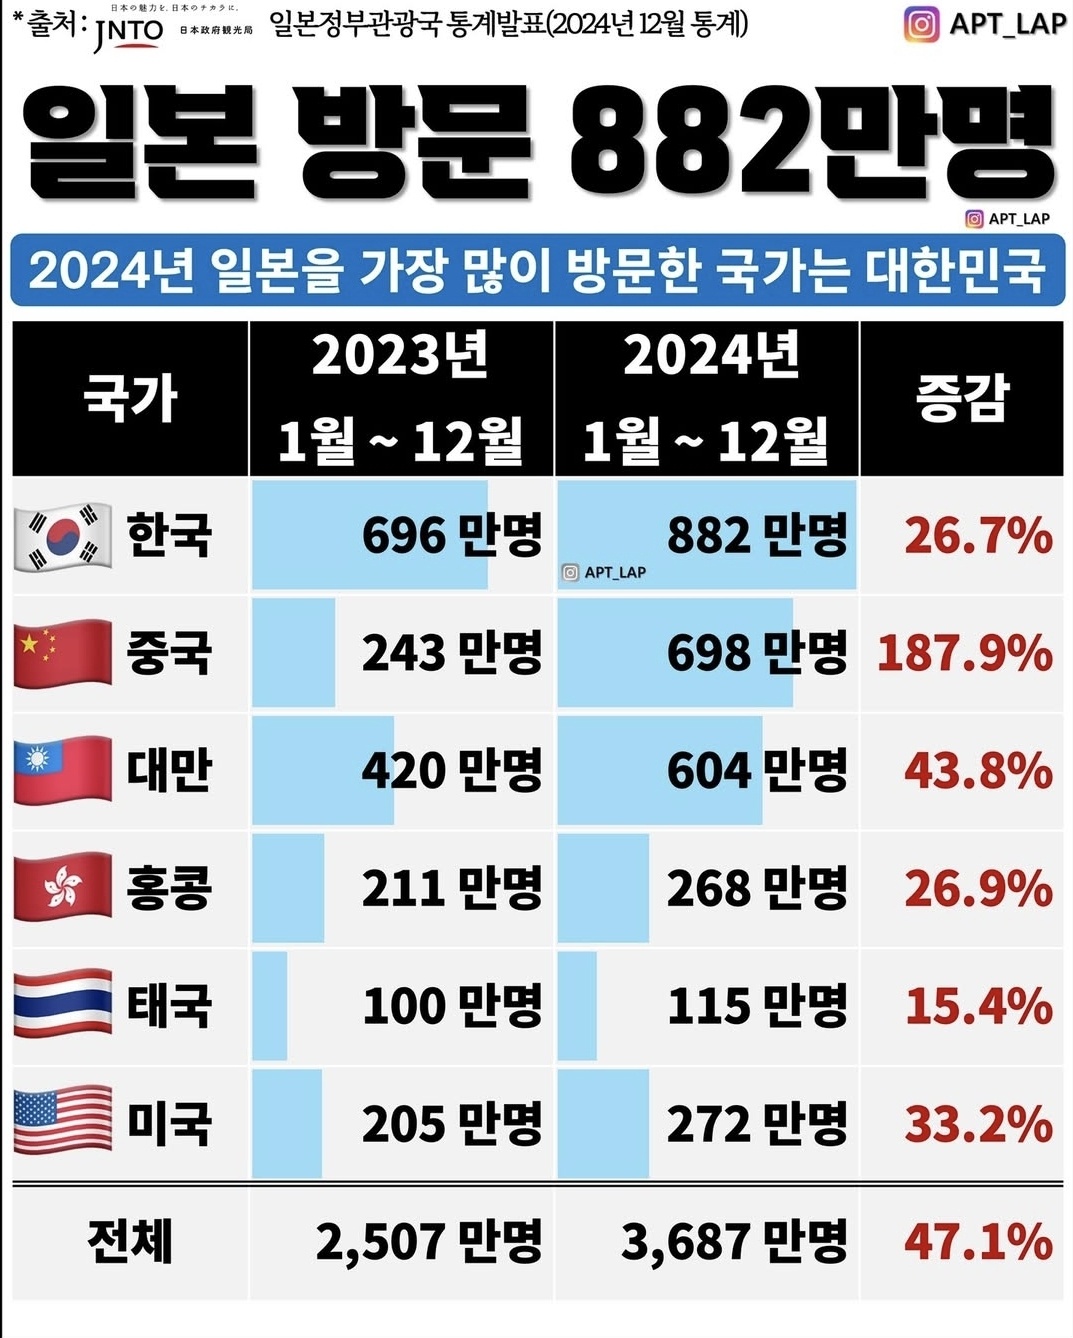 日本の魅力を、日本のチカラに。
* 출처 : JNTO 日本政府観光局 일본정부관광국 통계발표(2024년 12월 통계) APT_LAP
일본 방문 882만명
APT_LAP
2024년 일본을 가장 많이 방문한 국가는 대한민국
국가 2023년 1월 ~ 12월 2024년 1월 ~ 12월 증감
한국 696 만명 882 만명 26.7%
APT_LAP
중국 243 만명 698 만명 187.9%
대만 420 만명 604 만명 43.8%
홍콩 211 만명 268 만명 26.9%
태국 100 만명 115 만명 15.4%
미국 205 만명 272 만명 33.2%
전체 2,507 만명 3,687 만명 47.1%